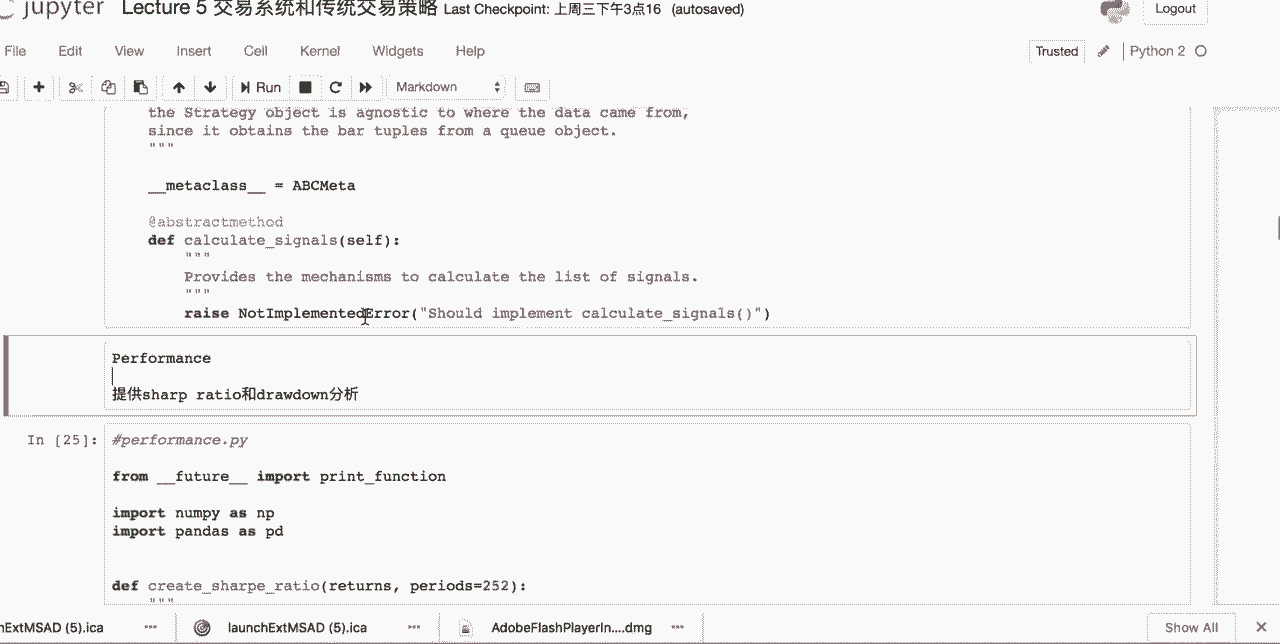 jupyter Lecture 5 交易系统和传统交易策略 Last Checkpoint: 上周三下午3点16 (autosaved)
Logout
File Edit View Insert Cell Kernel Widgets Help
Trusted Python 2
Run Markdown
the Strategy object is agnostic to where the data came from,
since it obtains the bar tuples from a queue object.
"""
__metaclass__ = ABCMeta
@abstractmethod
def calculate_signals(self):
"""
Provides the mechanisms to calculate the list of signals.
"""
raise NotImplementedError("Should implement calculate_signals()")
Performance
提供sharp ratio和drawdown分析
In [25]: #performance.py
from __future__ import print_function
import numpy as np
import pandas as pd
def create_sharpe_ratio(returns, periods=252):
"""
nExtMSAD (5).ica launchExtMSAD (5).ica AdobeFlashPlayerIn....dmg Show All